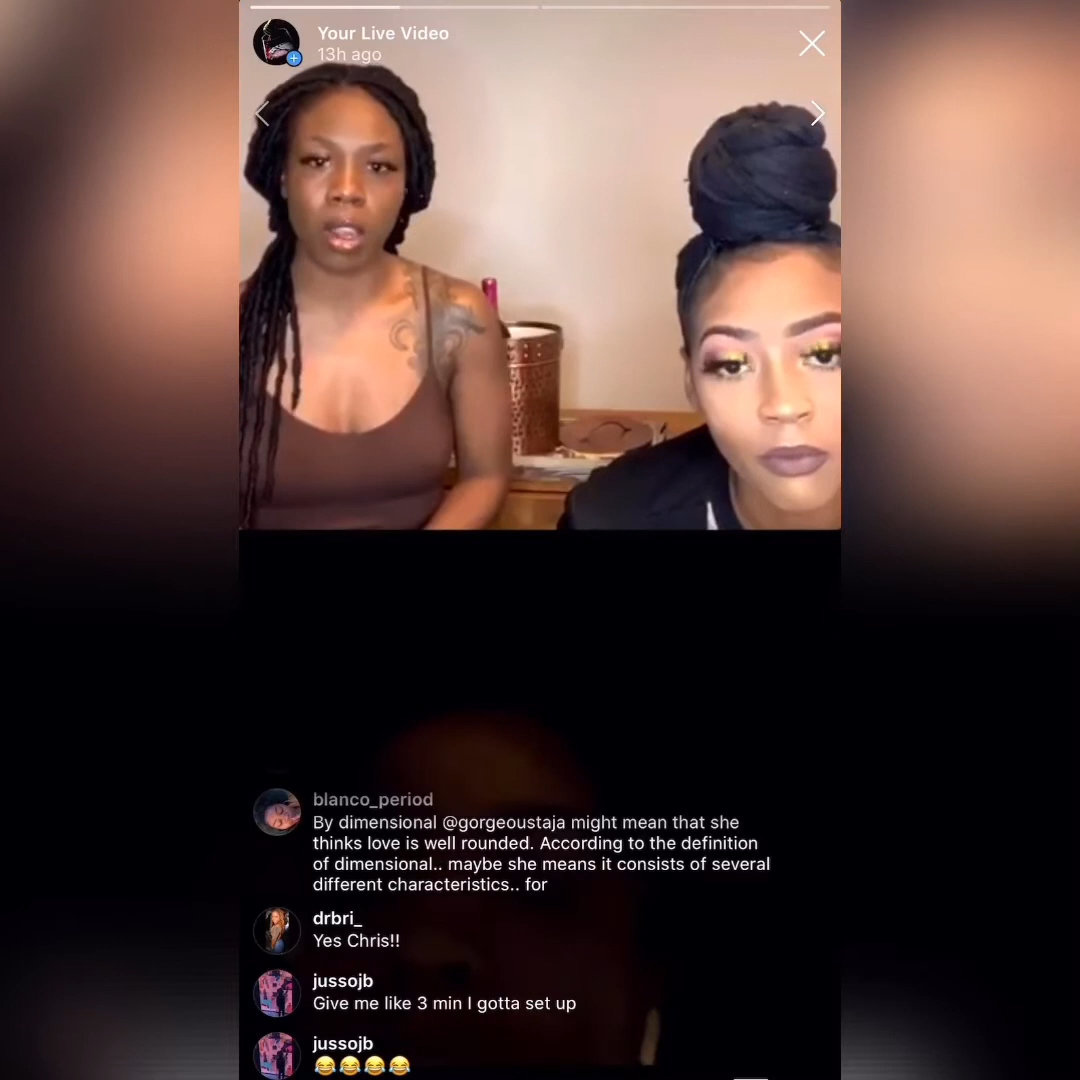 Your Live Video
13h ago
blanco_period
By dimensional @gorgeoustaja might mean that she
thinks love is well rounded. According to the definition
of dimensional.. maybe she means it consists of several
different characteristics.. for
drbri_
Yes Chris!!
jussojb
Give me like 3 min I gotta set up
jussojb
😂😂😂😂